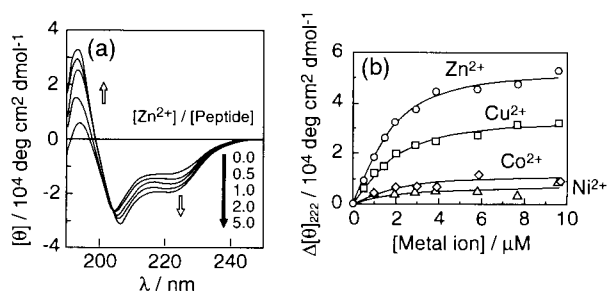 (a)
[Zn2+] / [Peptide]
0.0
0.5
1.0
2.0
5.0
4
2
0
-2
-4
200
220
240
λ / nm
[θ] / 10⁴ deg cm2 dmol-1
(b)
Zn2+
Cu2+
Co2+
Ni2+
6
4
2
0
0
2
4
6
8
10
[Metal ion] / μM
Δ[θ]222 / 10⁴ deg cm2 dmol-1